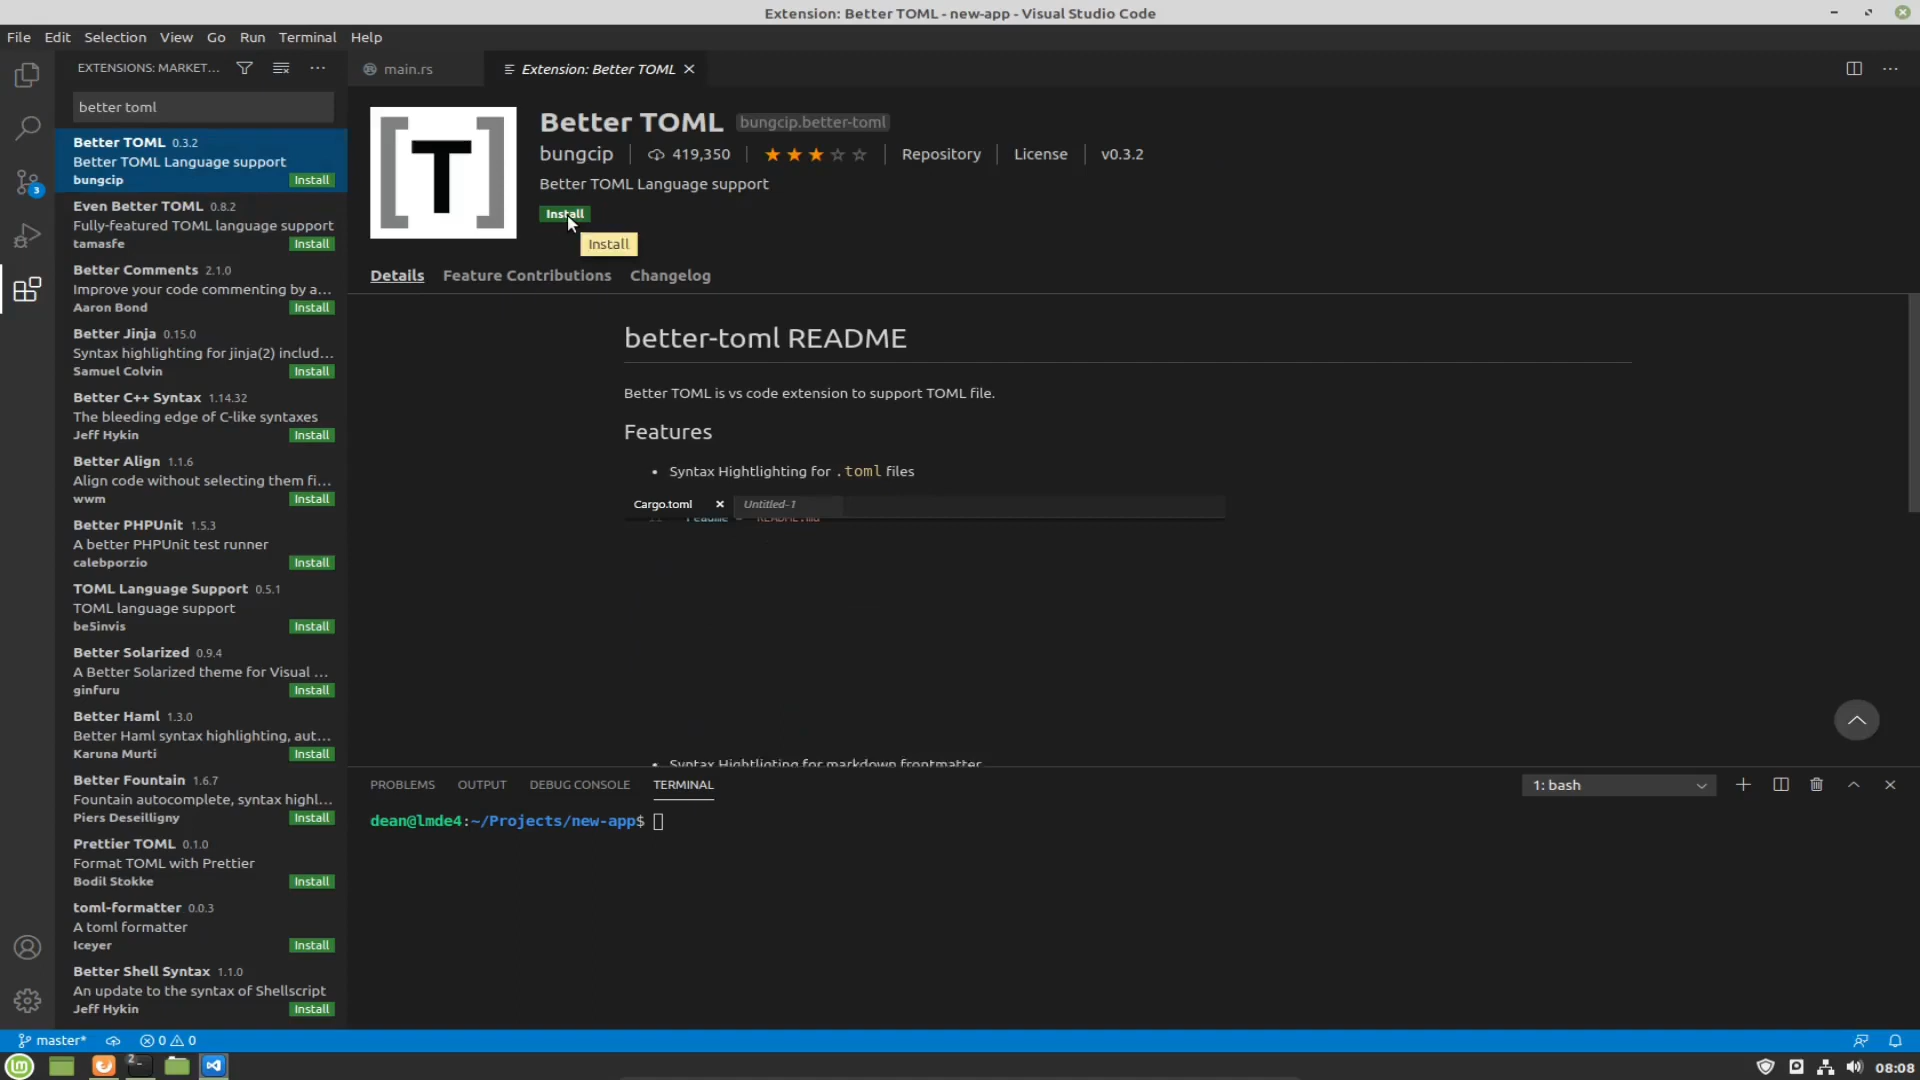 Extension: Better TOML - new-app - Visual Studio Code
File Edit Selection View Go Run Terminal Help
EXTENSIONS: MARKET...
main.rs
Extension: Better TOML
better toml
Better TOML 0.3.2
Better TOML Language support
bungcip Install
Even Better TOML 0.8.2
Fully-featured TOML language support
tamasfe Install
Better Comments 2.1.0
Improve your code commenting by a...
Aaron Bond Install
Better Jinja 0.15.0
Syntax highlighting for jinja(2) includ...
Samuel Colvin Install
Better C++ Syntax 1.14.32
The bleeding edge of C-like syntaxes
Jeff Hykin Install
Better Align 1.1.6
Align code without selecting them fi...
wwm Install
Better PHPUnit 1.5.3
A better PHPUnit test runner
calebporzio Install
TOML Language Support 0.5.1
TOML language support
be5invis Install
Better Solarized 0.9.4
A Better Solarized theme for Visual ...
ginfuru Install
Better Haml 1.3.0
Better Haml syntax highlighting, aut...
Karuna Murti Install
Better Fountain 1.6.7
Fountain autocomplete, syntax highl...
Piers Deseilligny Install
Prettier TOML 0.1.0
Format TOML with Prettier
Bodil Stokke Install
toml-formatter 0.0.3
A toml formatter
Iceyer Install
Better Shell Syntax 1.1.0
An update to the syntax of Shellscript
Jeff Hykin Install
[T]
Better TOML bungcip.better-toml
bungcip 419,350 Repository License v0.3.2
Better TOML Language support
Install
Install
Details Feature Contributions Changelog
better-toml README
Better TOML is vs code extension to support TOML file.
Features
• Syntax Hightlighting for .toml files
Cargo.toml Untitled-1
readme = README.md
• Syntax Hightligting for markdown frontmatter
PROBLEMS OUTPUT DEBUG CONSOLE TERMINAL
1: bash
dean@lmde4:~/Projects/new-app$
3
master* 0 0
2
08:08